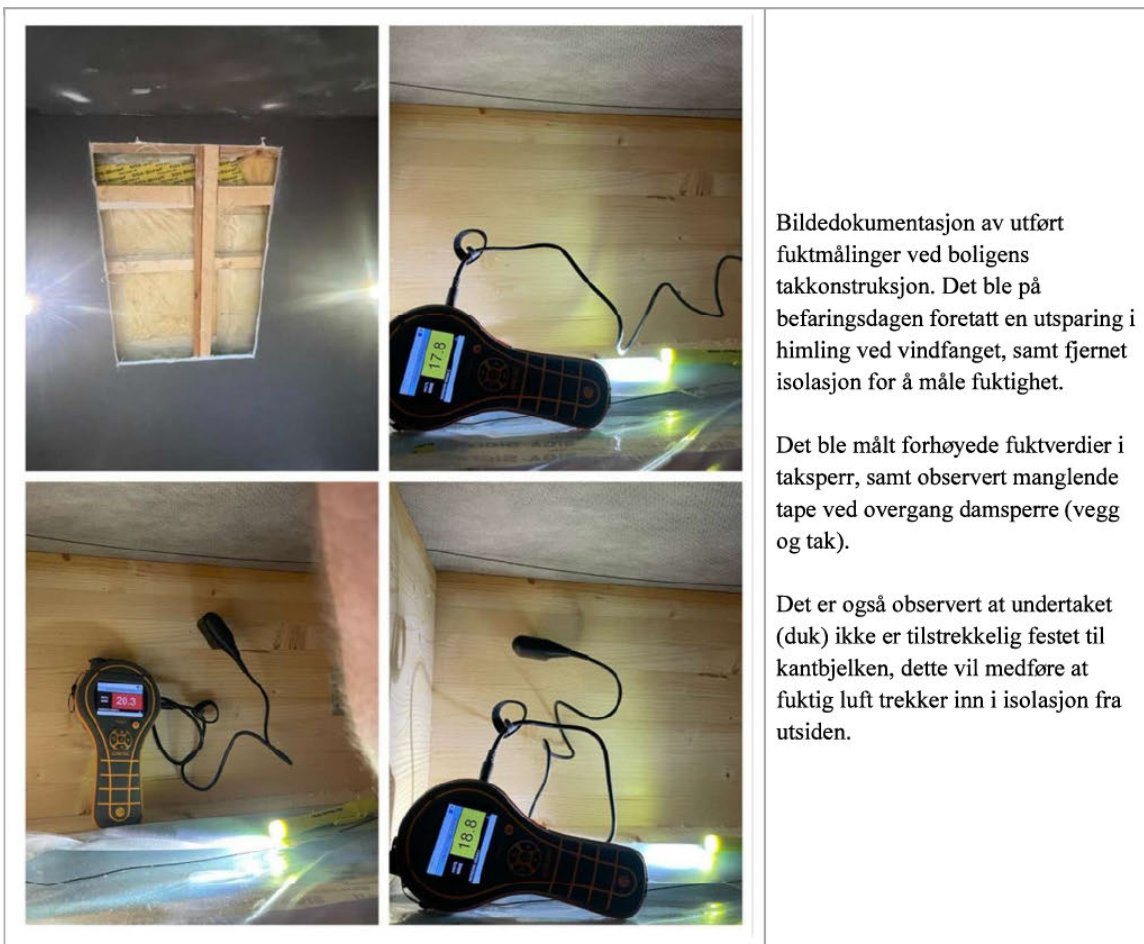 17.8
20.3
18.8
Bildedokumentasjon av utført
fuktmålinger ved boligens
takkonstruksjon. Det ble på
befaringsdagen foretatt en utsparing i
himling ved vindfanget, samt fjernet
isolasjon for å måle fuktighet.
Det ble målt forhøyede fuktverdier i
taksperr, samt observert manglende
tape ved overgang damsperre (vegg
og tak).
Det er også observert at undertaket
(duk) ikke er tilstrekkelig festet til
kantbjelken, dette vil medføre at
fuktig luft trekker inn i isolasjon fra
utsiden.